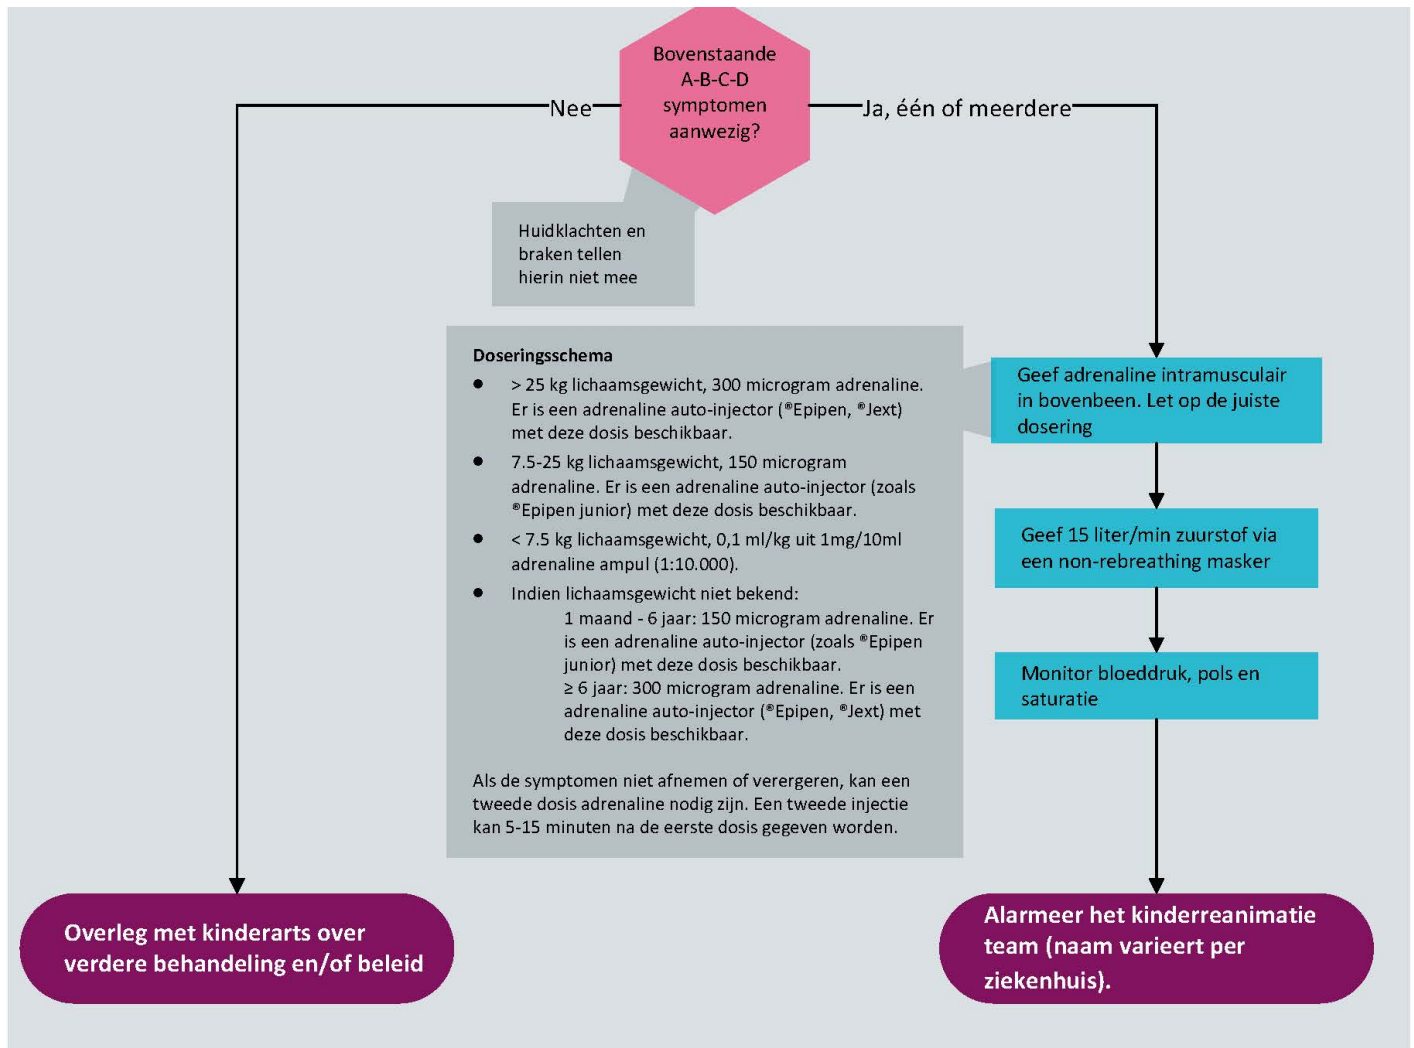 Bovenstaande
A-B-C-D
symptomen
aanwezig?
Nee
Ja, één of meerdere
Huidklachten en
braken tellen
hierin niet mee
Doseringsschema
● > 25 kg lichaamsgewicht, 300 microgram adrenaline.
Er is een adrenaline auto-injector (®Epipen, ®Jext)
met deze dosis beschikbaar.
● 7.5-25 kg lichaamsgewicht, 150 microgram
adrenaline. Er is een adrenaline auto-injector (zoals
®Epipen junior) met deze dosis beschikbaar.
● < 7.5 kg lichaamsgewicht, 0,1 ml/kg uit 1mg/10ml
adrenaline ampul (1:10.000).
● Indien lichaamsgewicht niet bekend:
1 maand - 6 jaar: 150 microgram adrenaline. Er
is een adrenaline auto-injector (zoals ®Epipen
junior) met deze dosis beschikbaar.
≥ 6 jaar: 300 microgram adrenaline. Er is een
adrenaline auto-injector (®Epipen, ®Jext) met
deze dosis beschikbaar.
Als de symptomen niet afnemen of verergeren, kan een
tweede dosis adrenaline nodig zijn. Een tweede injectie
kan 5-15 minuten na de eerste dosis gegeven worden.
Geef adrenaline intramusculair
in bovenbeen. Let op de juiste
dosering
Geef 15 liter/min zuurstof via
een non-rebreathing masker
Monitor bloeddruk, pols en
saturatie
Overleg met kinderarts over
verdere behandeling en/of beleid
Alarmeer het kinderreanimatie
team (naam varieert per
ziekenhuis).